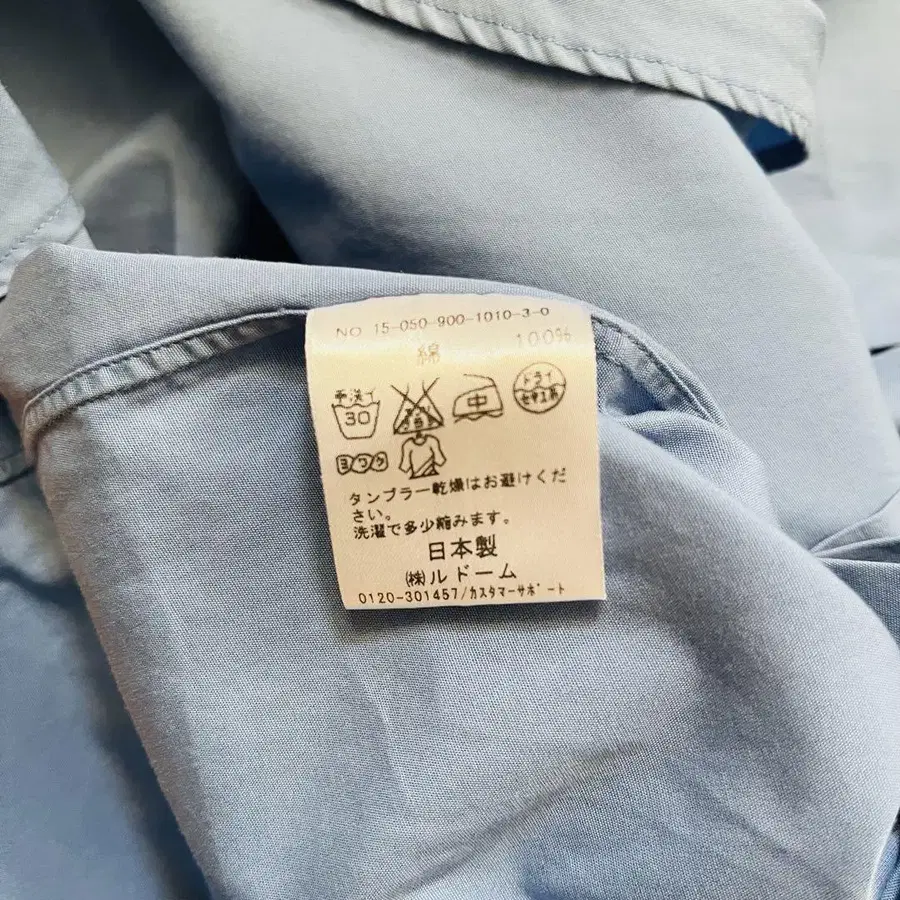 NO 15-050-900-1010-3-0
綿 100%
手洗イ
30
中
ドライ
セキユ系
ヨワク
タンブラー乾燥はお避けくだ
さい。
洗濯で多少縮みます。
日本製
㈱ルドーム
0120-301457/カスタマーサポート